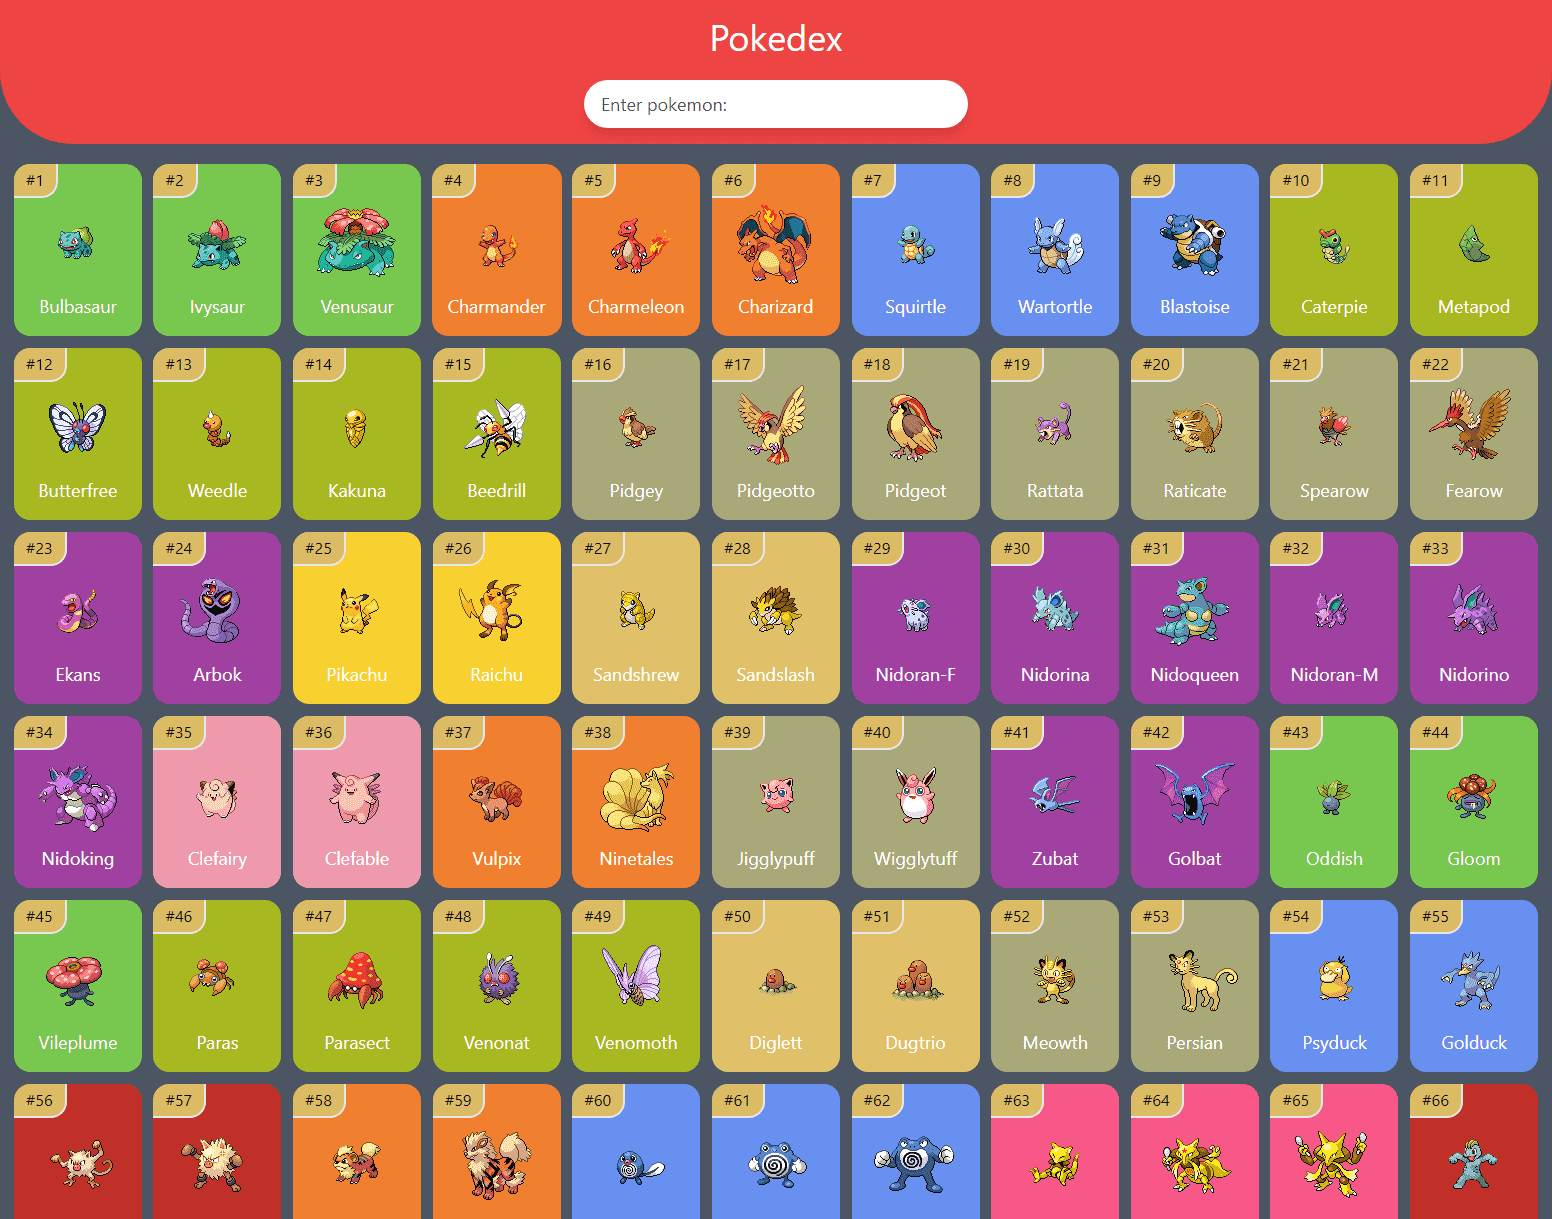 Pokedex
Enter pokemon:
#1 #2 #3 #4 #5 #6 #7 #8 #9 #10 #11
Bulbasaur Ivysaur Venusaur Charmander Charmeleon Charizard Squirtle Wartortle Blastoise Caterpie Metapod
#12 #13 #14 #15 #16 #17 #18 #19 #20 #21 #22
Butterfree Weedle Kakuna Beedrill Pidgey Pidgeotto Pidgeot Rattata Raticate Spearow Fearow
#23 #24 #25 #26 #27 #28 #29 #30 #31 #32 #33
Ekans Arbok Pikachu Raichu Sandshrew Sandslash Nidoran-F Nidorina Nidoqueen Nidoran-M Nidorino
#34 #35 #36 #37 #38 #39 #40 #41 #42 #43 #44
Nidoking Clefairy Clefable Vulpix Ninetales Jigglypuff Wigglytuff Zubat Golbat Oddish Gloom
#45 #46 #47 #48 #49 #50 #51 #52 #53 #54 #55
Vileplume Paras Parasect Venonat Venomoth Diglett Dugtrio Meowth Persian Psyduck Golduck
#56 #57 #58 #59 #60 #61 #62 #63 #64 #65 #66